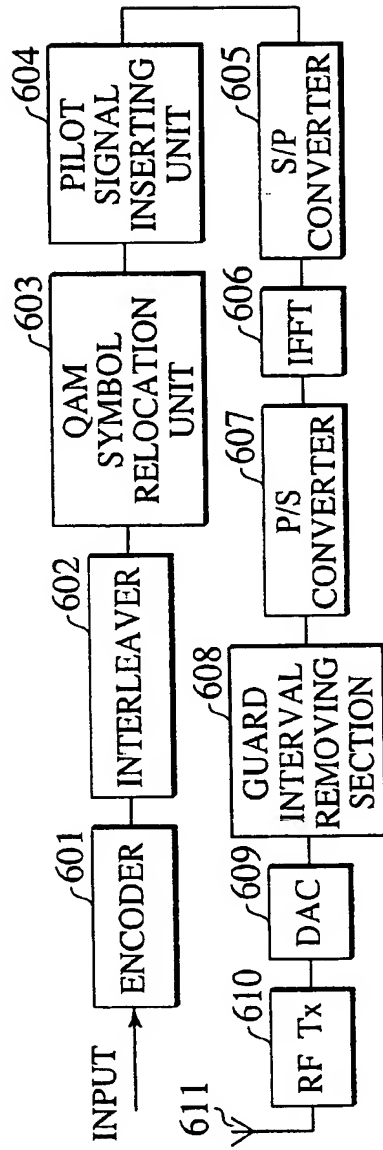 INPUT
601
ENCODER
602
INTERLEAVER
603
QAM
SYMBOL
RELOCATION
UNIT
604
PILOT
SIGNAL
INSERTING
UNIT
605
S/P
CONVERTER
606
IFFT
607
P/S
CONVERTER
608
GUARD
INTERVAL
REMOVING
SECTION
609
DAC
610
RF Tx
611